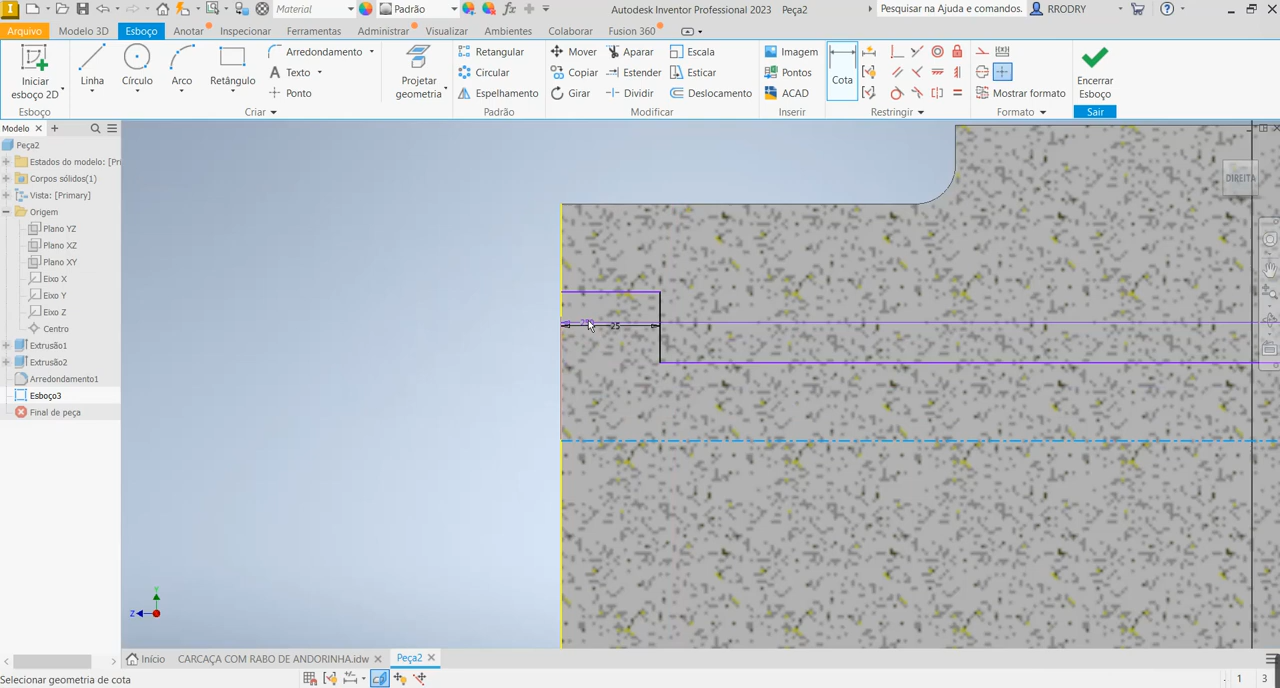 Material Padrão Autodesk Inventor Professional 2023 Peça2 Pesquisar na Ajuda e comandos. RRODRY
Arquivo Modelo 3D Esboço Anotar Inspecionar Ferramentas Administrar Visualizar Ambientes Colaborar Fusion 360
Iniciar esboço 2D
Linha
Círculo
Arco
Retângulo
Arredondamento
Texto
Ponto
Projetar geometria
Retangular
Circular
Espelhamento
Mover
Copiar
Girar
Aparar
Estender
Dividir
Escala
Esticar
Deslocamento
Imagem
Pontos
ACAD
Cota
Mostrar formato
Encerrar Esboço
Esboço Criar Padrão Modificar Inserir Restringir Formato Sair
Modelo
Peça2
Estados do modelo: [Pri
Corpos sólidos(1)
Vista: [Primary]
Origem
Plano YZ
Plano XZ
Plano XY
Eixo X
Eixo Y
Eixo Z
Centro
Extrusão1
Extrusão2
Arredondamento1
Esboço3
Final de peça
DIREITA
25
Y
Z
Início CARCAÇA COM RABO DE ANDORINHA.idw Peça2
Selecionar geometria de cota
1 3